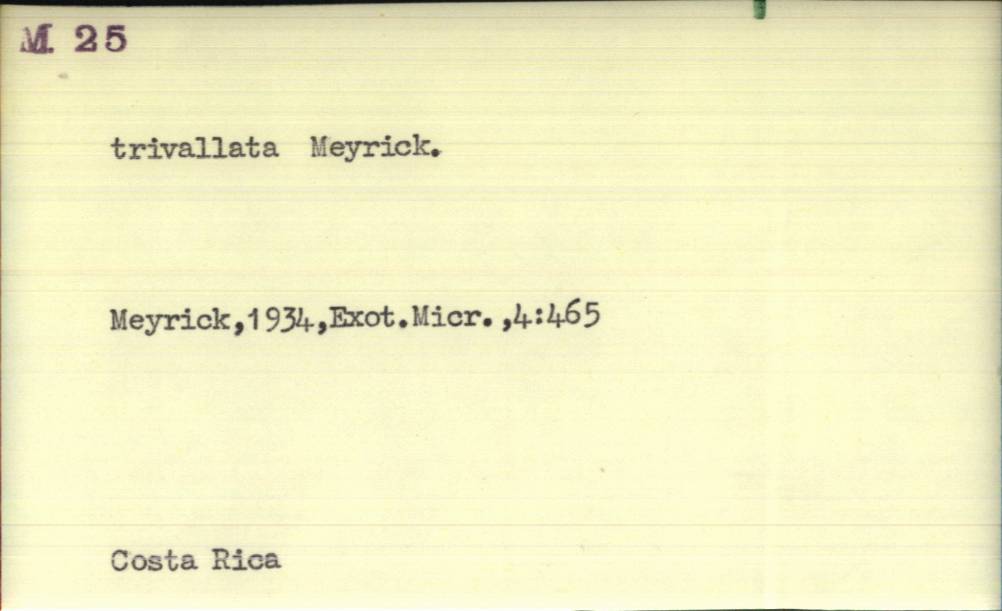 M. 25
trivallata Meyrick.
Meyrick,1934,Exot.Micr.,4:465
Costa Rica